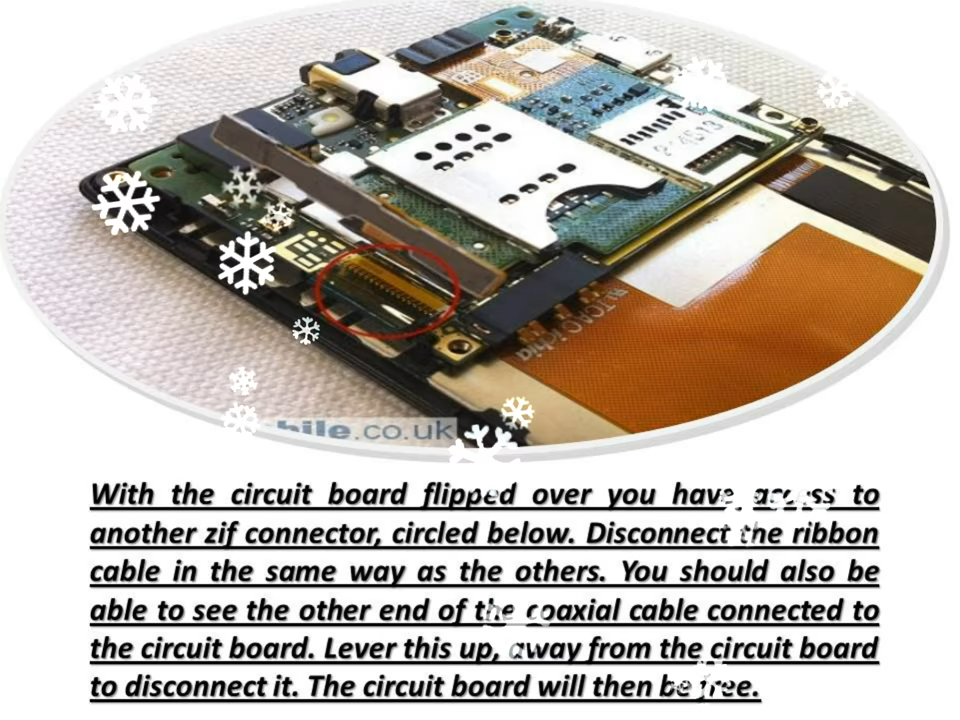 R-4513
hile.co.uk
With the circuit board flipped over you have access to
another zif connector, circled below. Disconnect the ribbon
cable in the same way as the others. You should also be
able to see the other end of the coaxial cable connected to
the circuit board. Lever this up, away from the circuit board
to disconnect it. The circuit board will then be free.